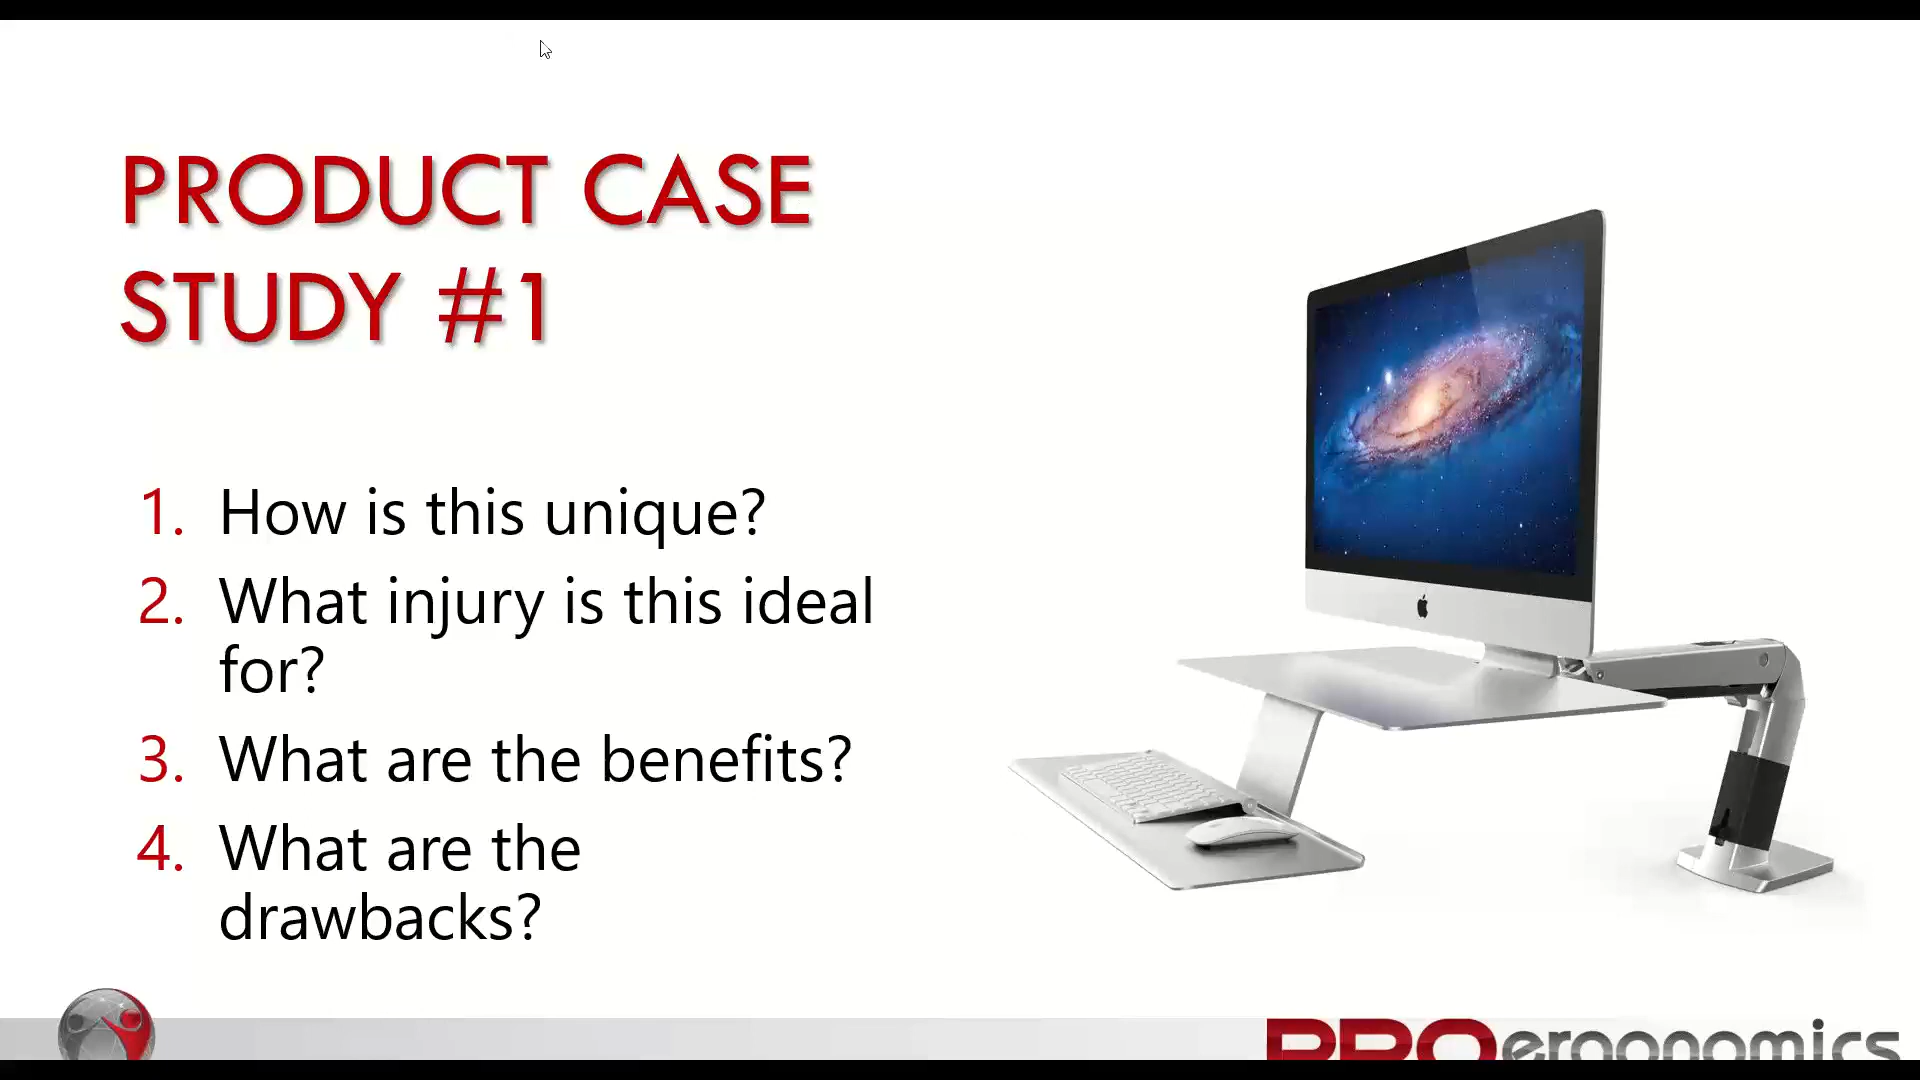 PRODUCT CASE
STUDY #1
1. How is this unique?
2. What injury is this ideal
for?
3. What are the benefits?
4. What are the
drawbacks?
PROergonomics